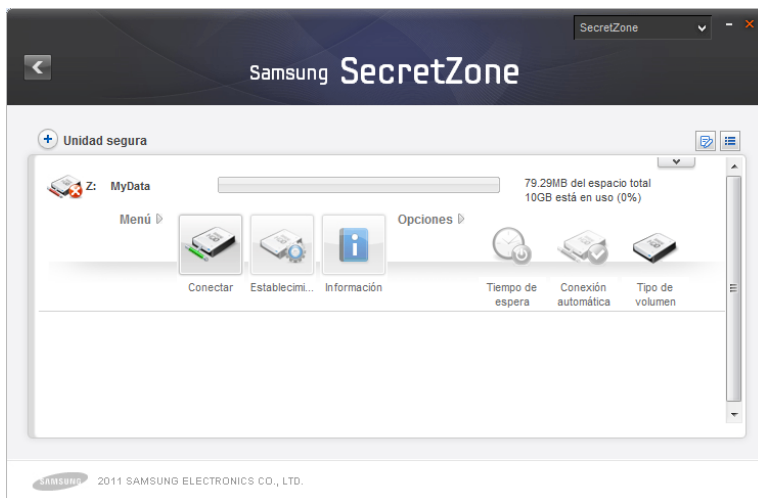 SecretZone
Samsung SecretZone
Unidad segura
Z: MyData
79.29MB del espacio total
10GB está en uso (0%)
Menú
Opciones
Conectar
Establecimi...
Información
Tiempo de
espera
Conexión
automática
Tipo de
volumen
SAMSUNG
2011 SAMSUNG ELECTRONICS CO., LTD.